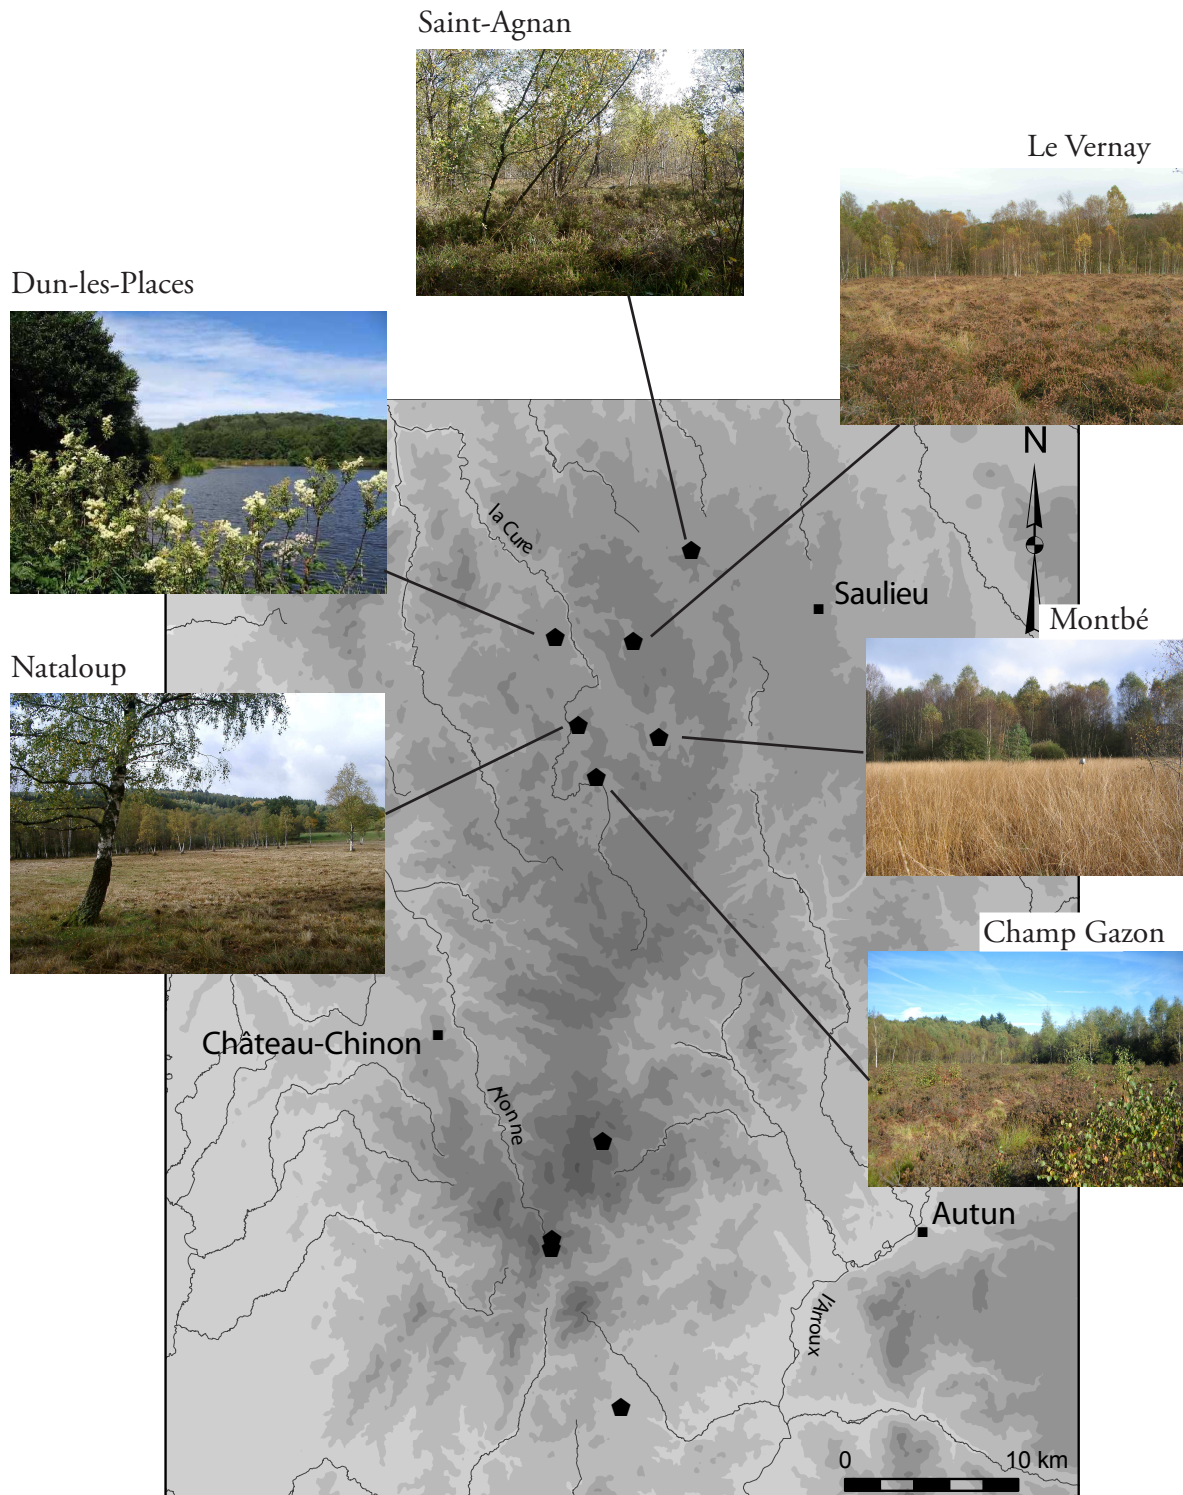 Saint-Agnan
Le Vernay
Dun-les-Places
N
la Cure
Saulieu
Montbé
Nataloup
Champ Gazon
Château-Chinon
Nonne
Autun
l'Arroux
0 10 km